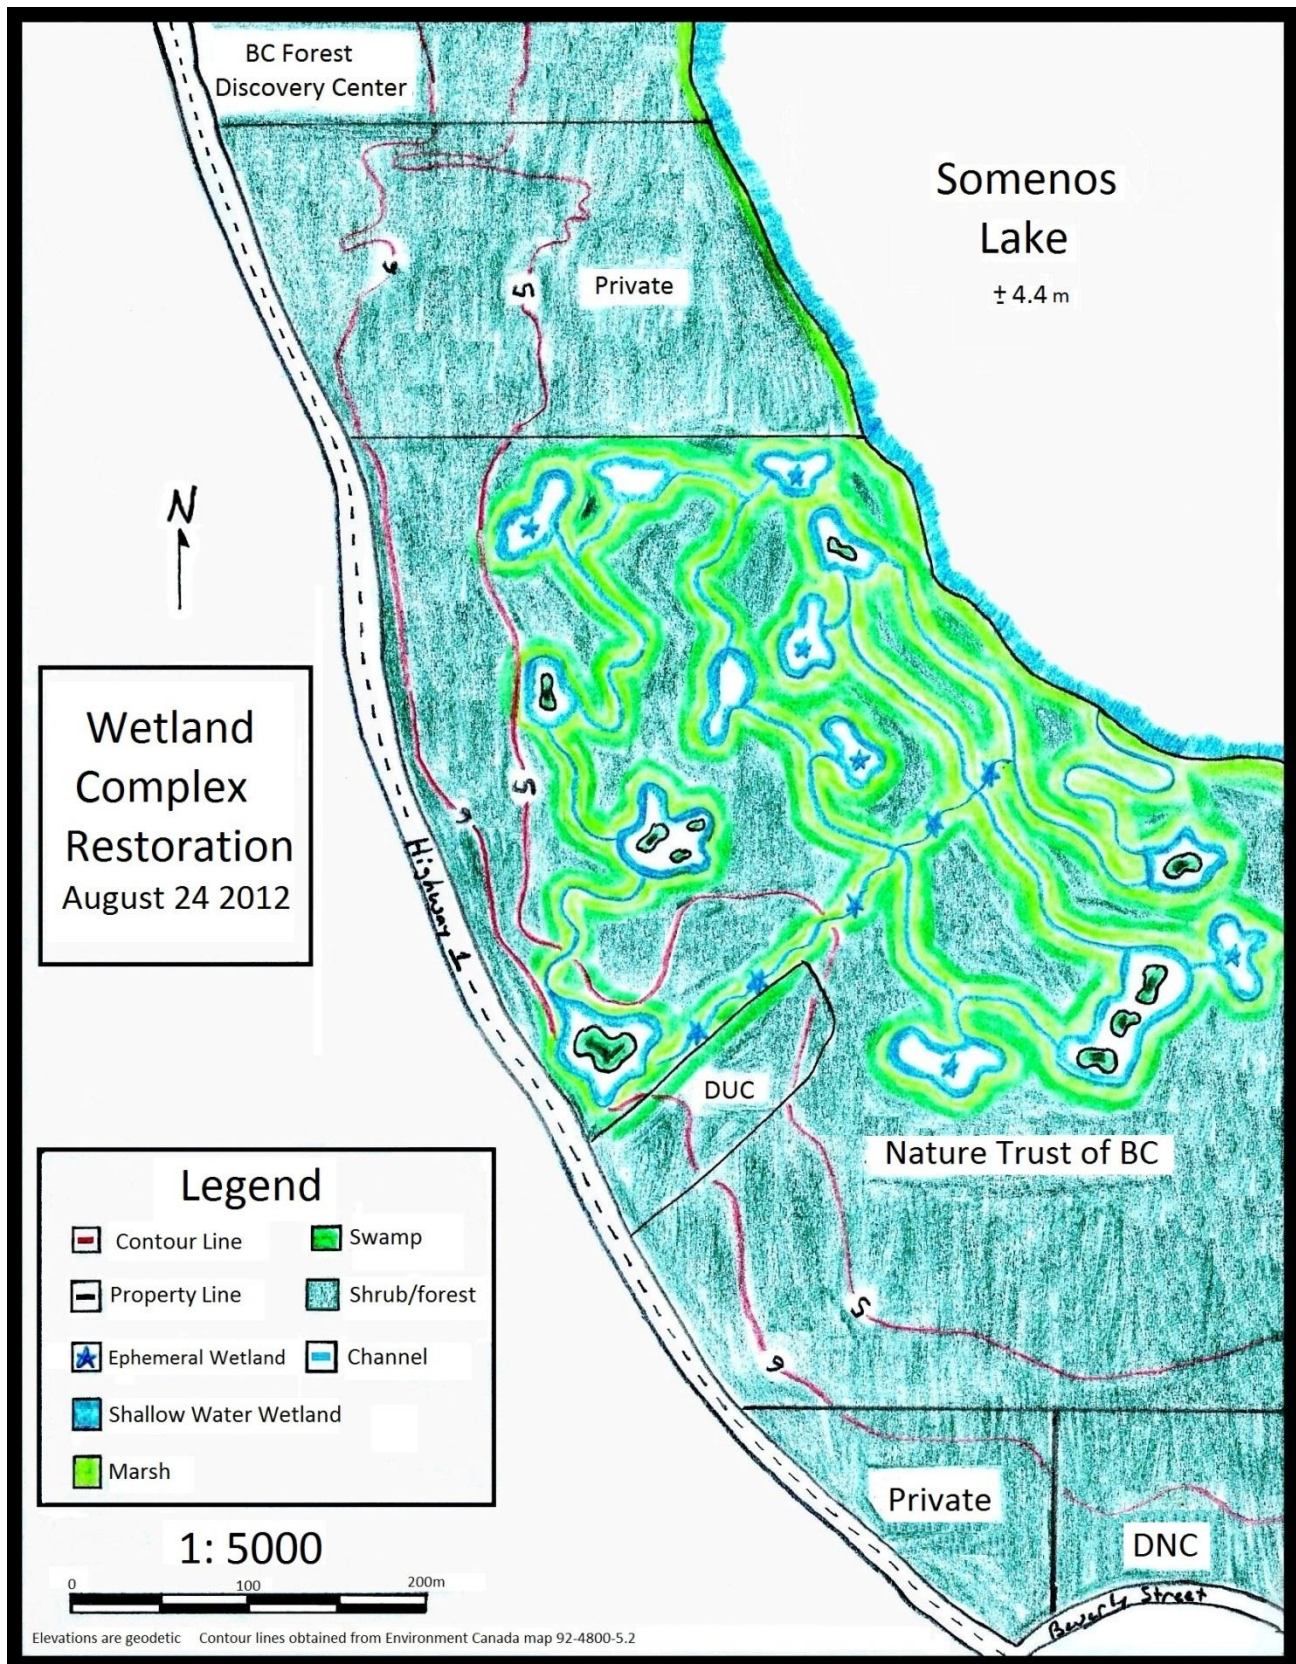 BC Forest
Discovery Center
Somenos
Lake
± 4.4 m
6
5
Private
N
Wetland
Complex
Restoration
August 24 2012
5
6
Highway 1
DUC
Nature Trust of BC
Legend
Contour Line
Swamp
Property Line
Shrub/forest
Ephemeral Wetland
Channel
Shallow Water Wetland
Marsh
5
6
Private
DNC
Beverly Street
1: 5000
0 100 200m
Elevations are geodetic Contour lines obtained from Environment Canada map 92-4800-5.2